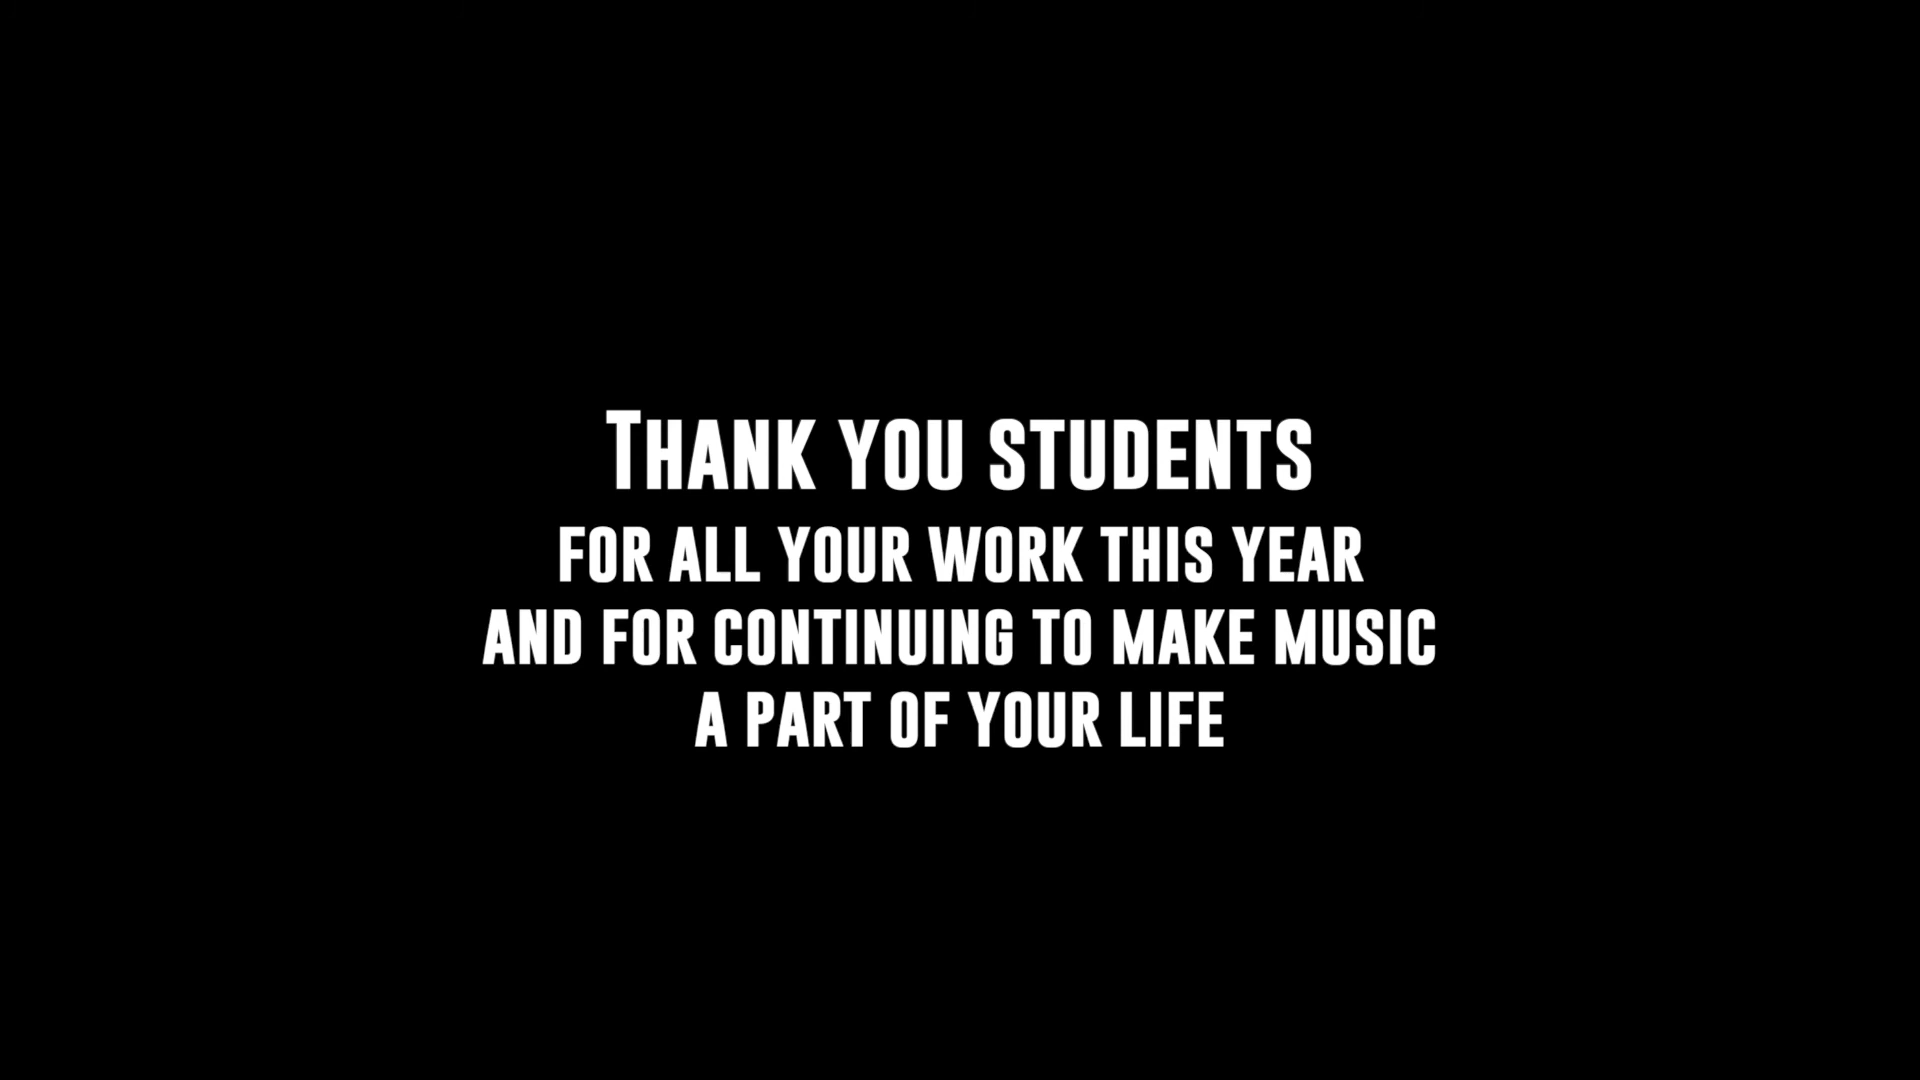 THANK YOU STUDENTS
FOR ALL YOUR WORK THIS YEAR
AND FOR CONTINUING TO MAKE MUSIC
A PART OF YOUR LIFE